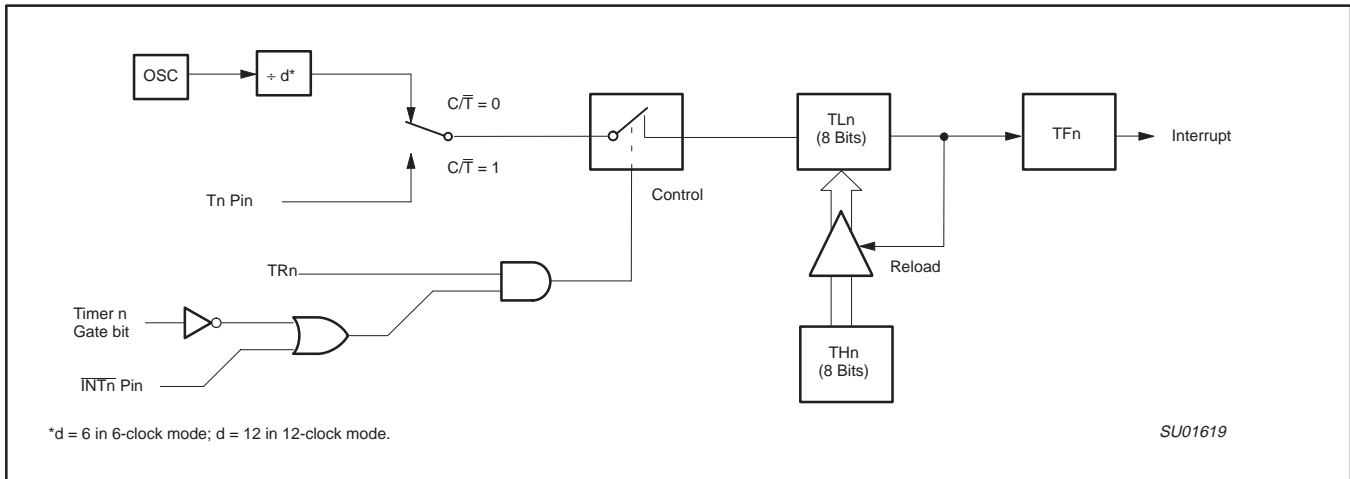 OSC
÷ d*
C/T̅ = 0
C/T̅ = 1
Tn Pin
Control
TLn
(8 Bits)
TFn
Interrupt
Reload
TRn
Timer n
Gate bit
I̅N̅T̅n̅ Pin
THn
(8 Bits)
*d = 6 in 6-clock mode; d = 12 in 12-clock mode.
SU01619